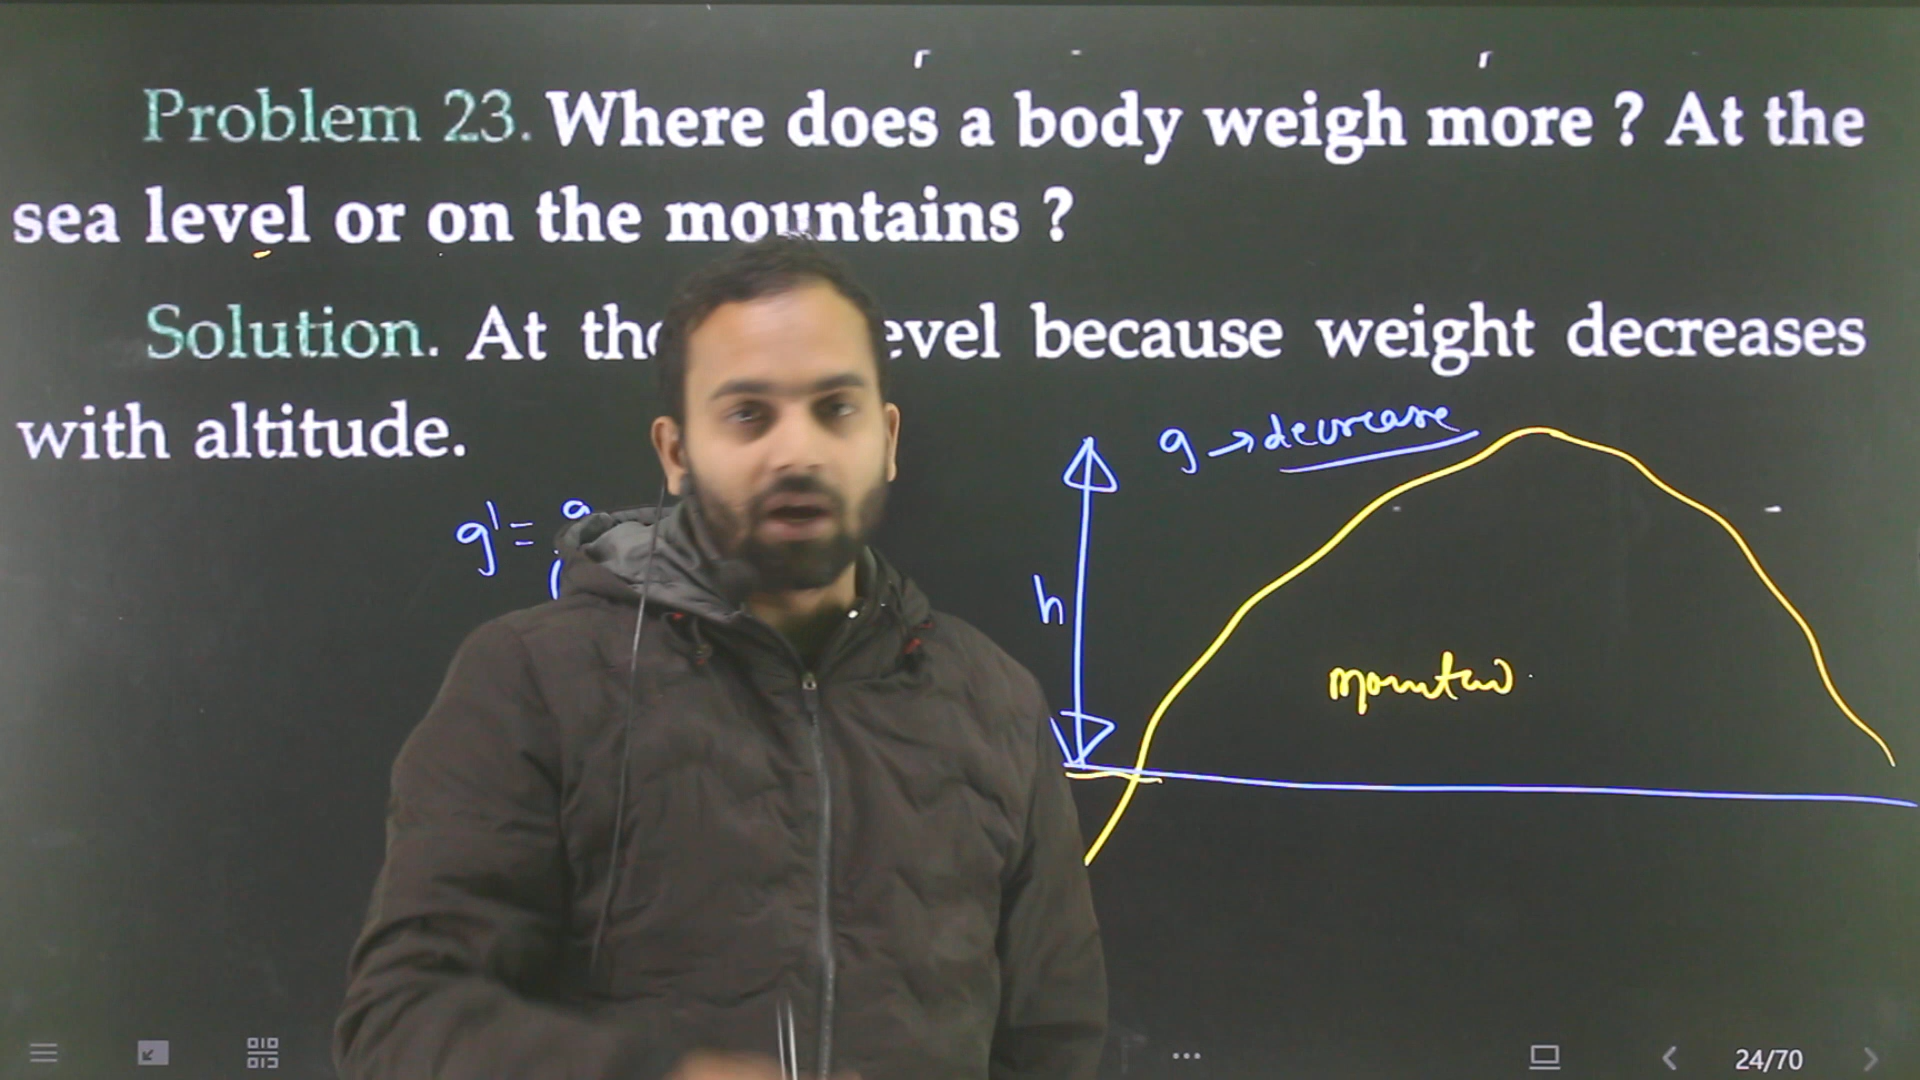 Problem 23. Where does a body weigh more ? At the
sea level or on the mountains ?
Solution. At the evel because weight decreases
with altitude.
g → decrease
g' =
h
24/70